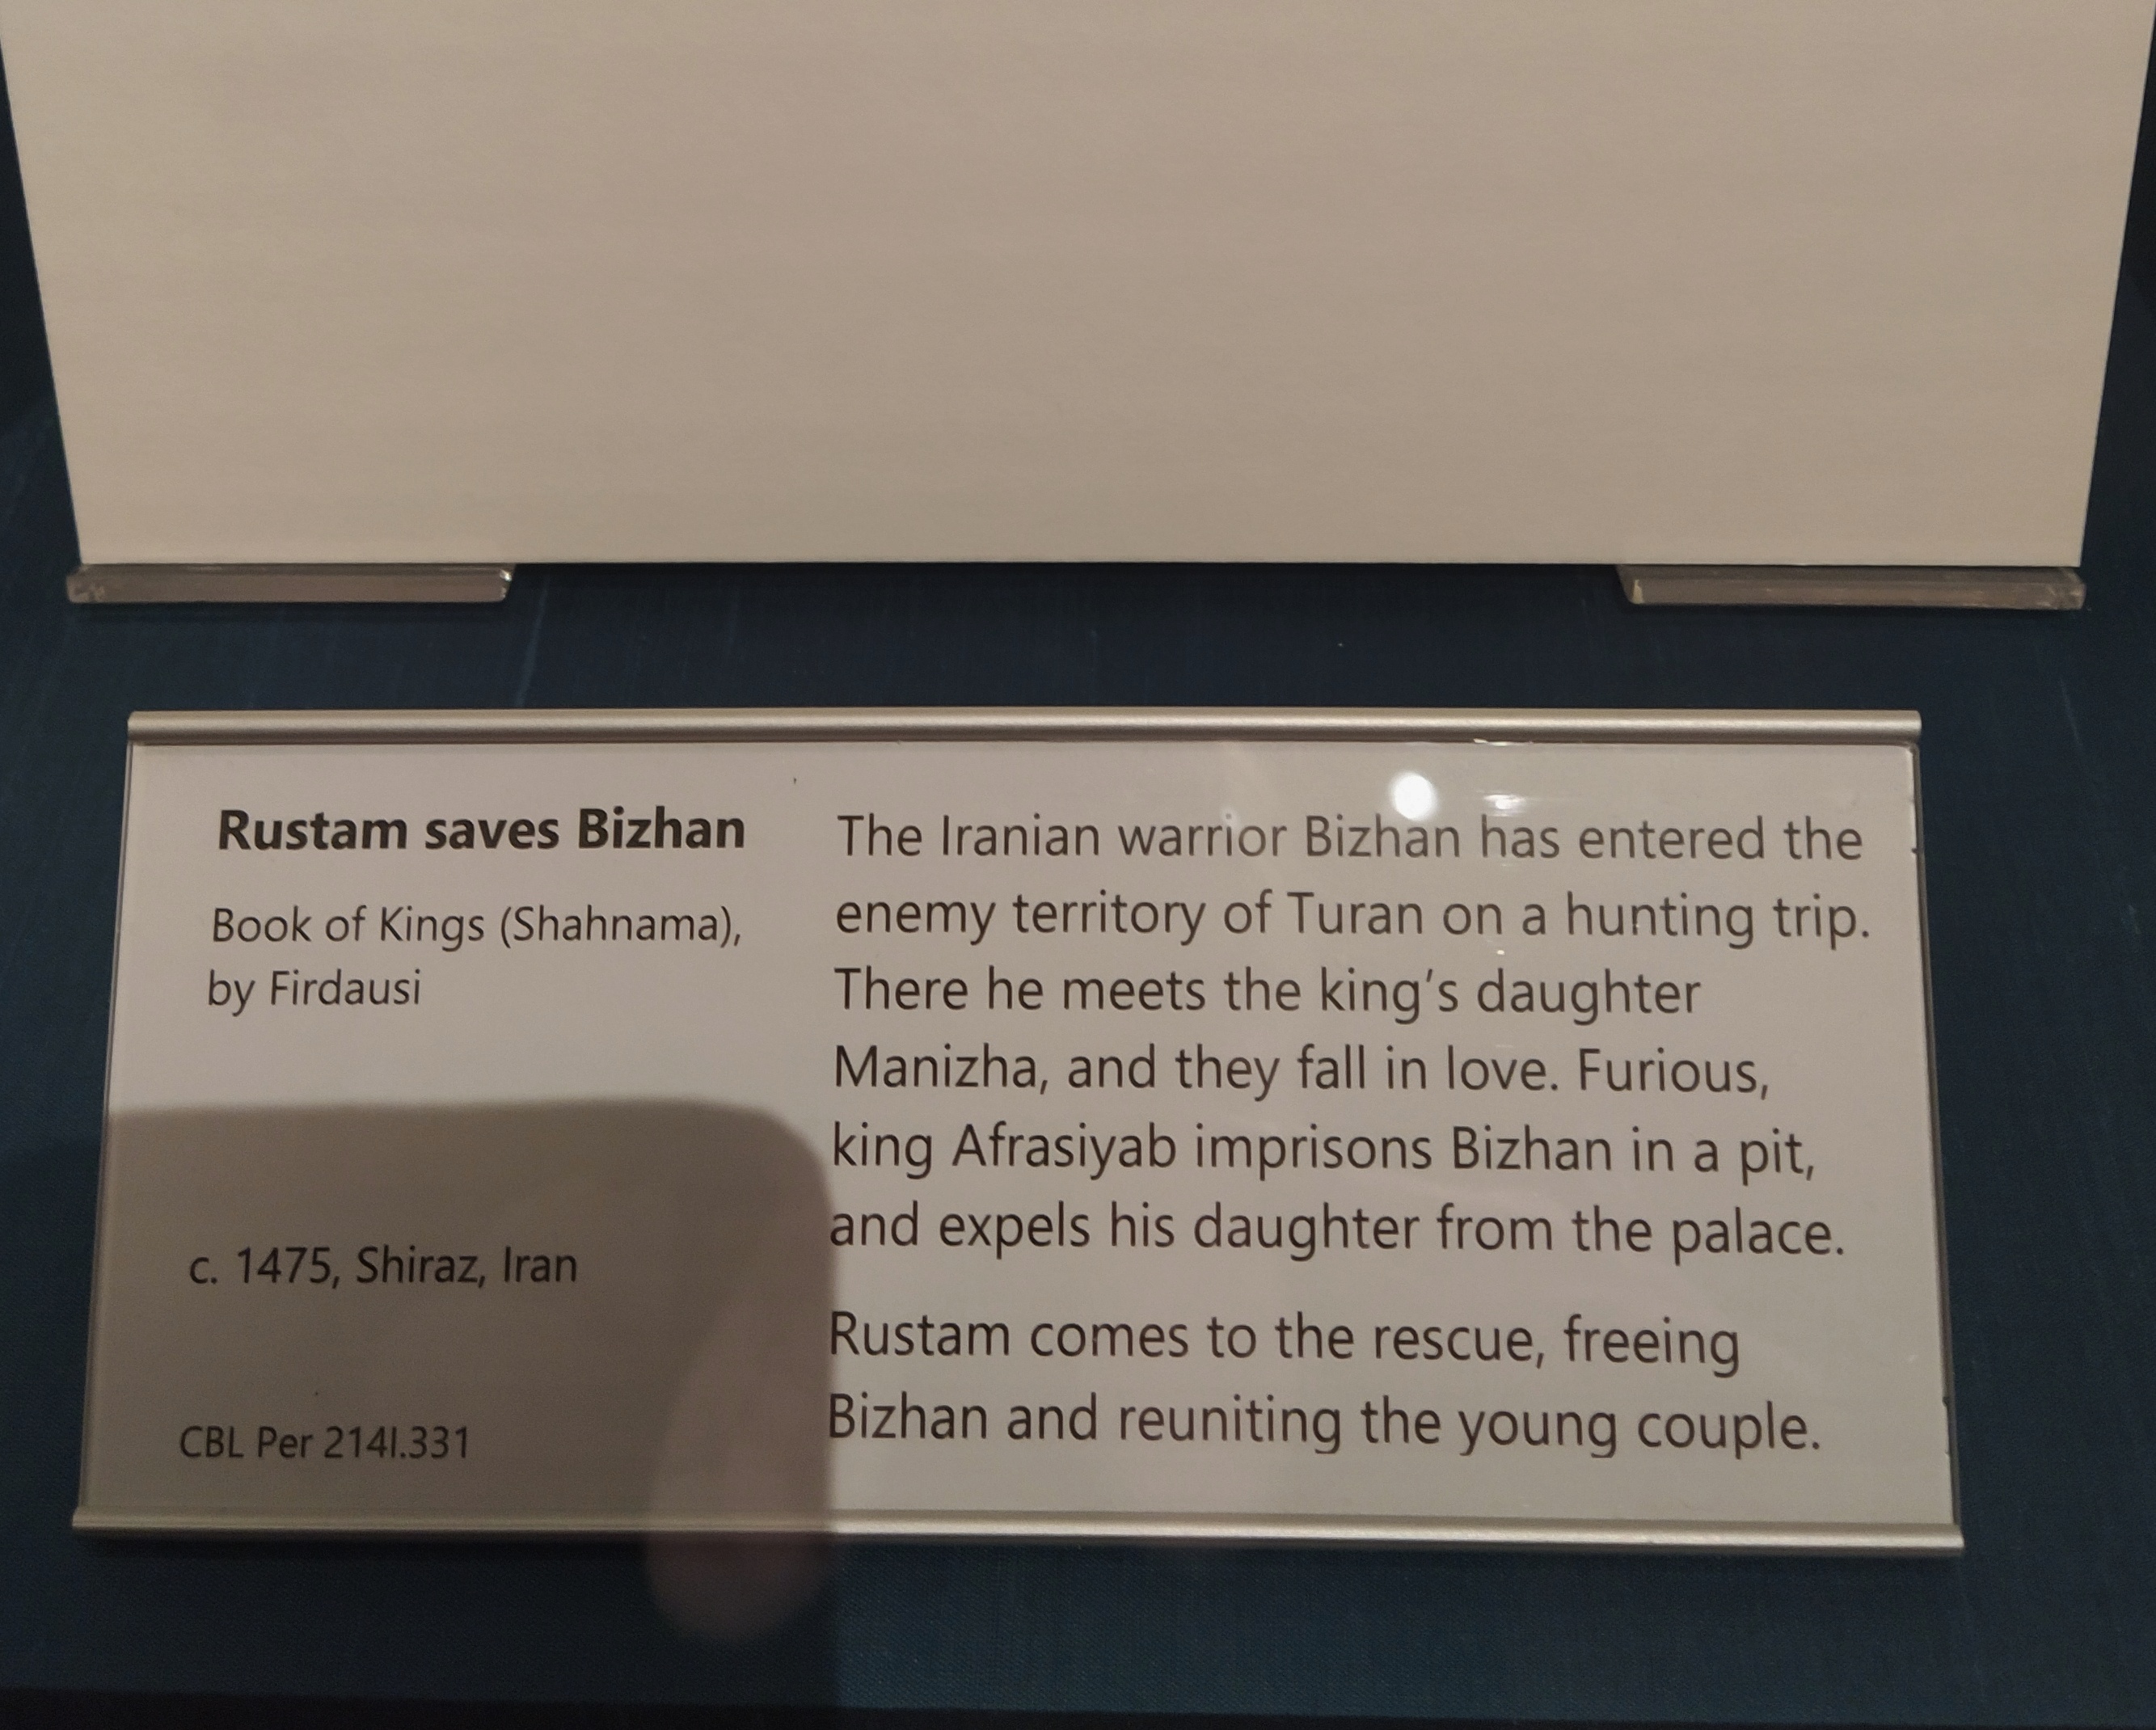 Rustam saves Bizhan
Book of Kings (Shahnama),
by Firdausi
c. 1475, Shiraz, Iran
CBL Per 214I.331
The Iranian warrior Bizhan has entered the
enemy territory of Turan on a hunting trip.
There he meets the king’s daughter
Manizha, and they fall in love. Furious,
king Afrasiyab imprisons Bizhan in a pit,
and expels his daughter from the palace.
Rustam comes to the rescue, freeing
Bizhan and reuniting the young couple.